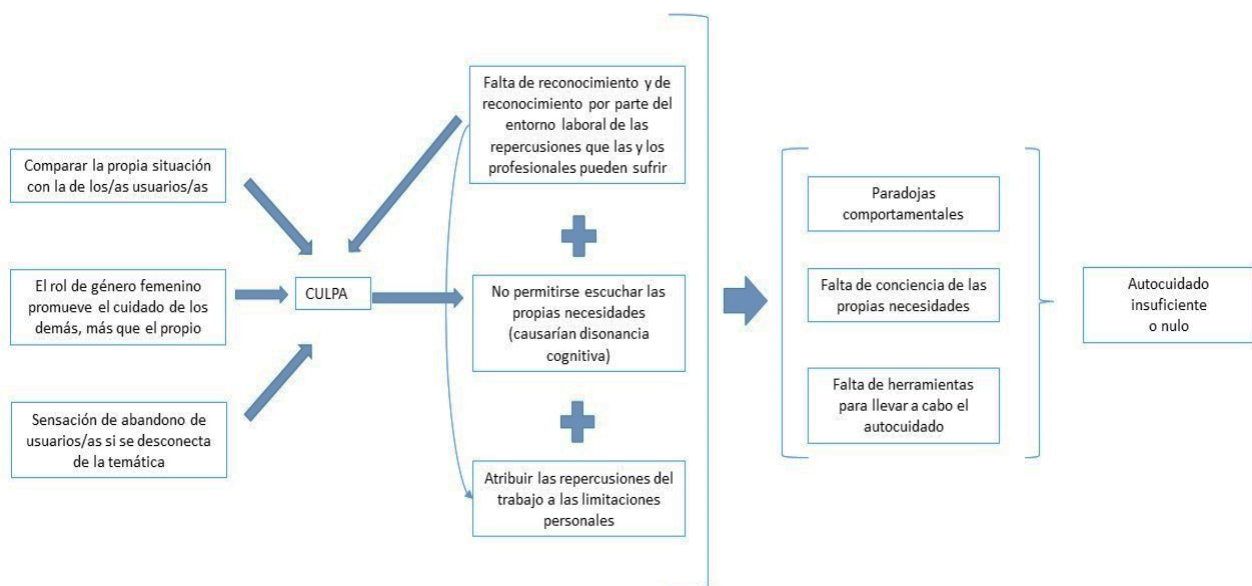 Comparar la propia situación
con la de los/as usuarios/as
El rol de género femenino
promueve el cuidado de los
demás, más que el propio
Sensación de abandono de
usuarios/as si se desconecta
de la temática
CULPA
Falta de reconocimiento y de
reconocimiento por parte del
entorno laboral de las
repercusiones que las y los
profesionales pueden sufrir
No permitirse escuchar las
propias necesidades
(causarían disonancia
cognitiva)
Atribuir las repercusiones del
trabajo a las limitaciones
personales
Paradojas
comportamentales
Falta de conciencia de las
propias necesidades
Falta de herramientas
para llevar a cabo el
autocuidado
Autocuidado
insuficiente
o nulo